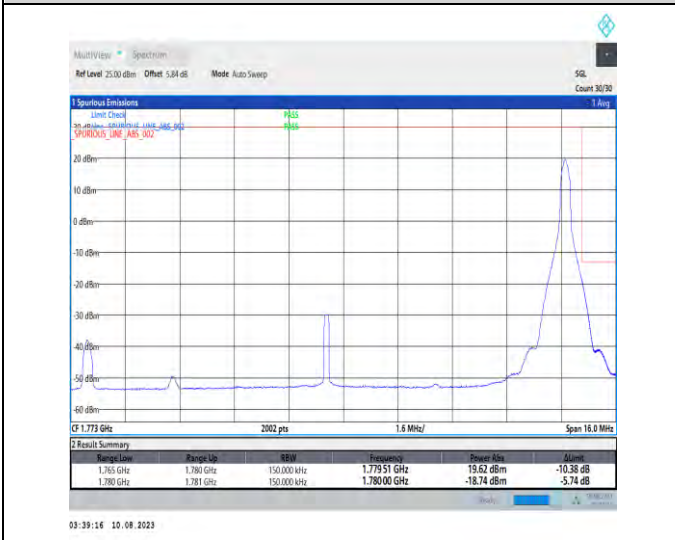 MultiView Spectrum
Ref Level 25.00 dBm Offset 5.84 dB Mode Auto Sweep SGL
Count 30/30
1 Spurious Emissions 1 Avg
Limit Check PASS
Line _SPURIOUS_LINE_ABS_002 PASS
SPURIOUS_LINE_ABS_002
20 dBm
10 dBm
0 dBm
-10 dBm
-20 dBm
-30 dBm
-40 dBm
-50 dBm
-60 dBm
CF 1.773 GHz 2002 pts 1.6 MHz/ Span 16.0 MHz
2 Result Summary
Range Low Range Up RBW Frequency Power Abs ΔLimit
1.765 GHz 1.780 GHz 150.000 kHz 1.77951 GHz 19.62 dBm -10.38 dB
1.780 GHz 1.781 GHz 150.000 kHz 1.78000 GHz -18.74 dBm -5.74 dB
03:39:16 10.08.2023